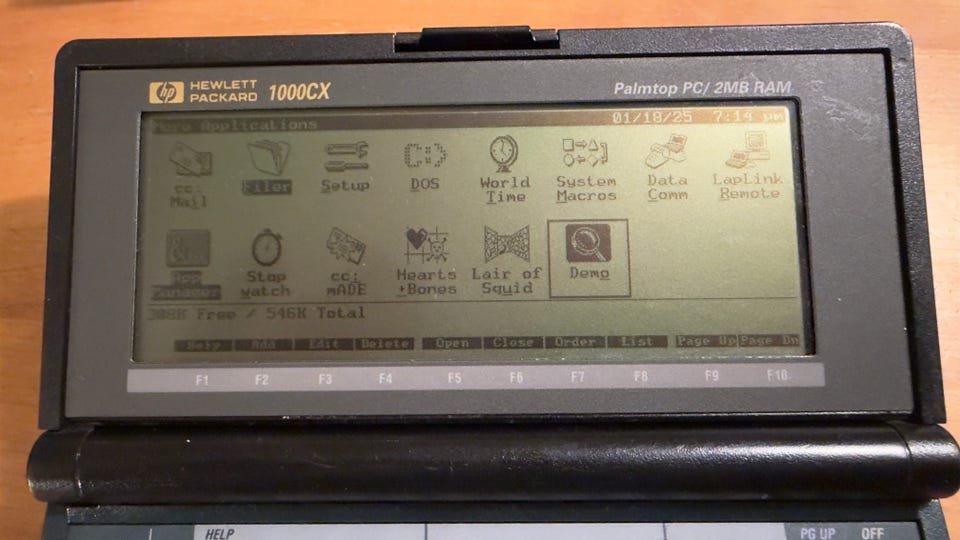 hp HEWLETT PACKARD 1000CX
Palmtop PC/ 2MB RAM
More Applications 01/18/25 7:14 pm
cc: Mail
Filer
Setup
C:\>
DOS
World Time
System Macros
Data Comm
LapLink Remote
App Manager
Stop watch
cc: mADE
Hearts +Bones
Lair of Squid
Demo
308K Free / 546K Total
Help Add Edit Delete Open Close Order List Page Up Page Dn
F1 F2 F3 F4 F5 F6 F7 F8 F9 F10
HELP PG UP OFF